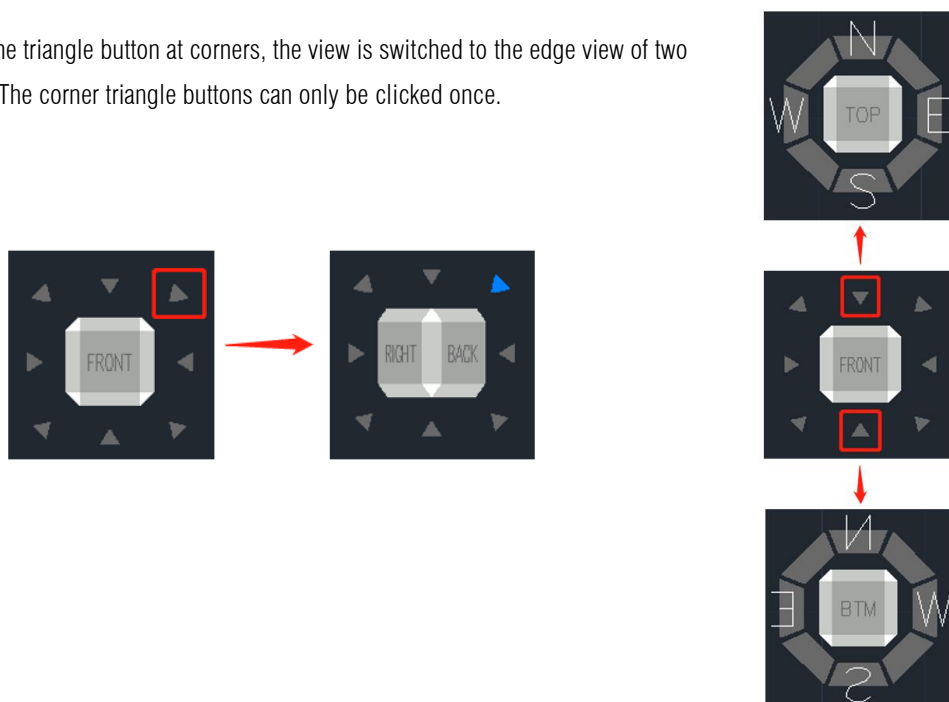 he triangle button at corners, the view is switched to the edge view of two
The corner triangle buttons can only be clicked once.
N
W TOP E
S
FRONT
RIGHT BACK
FRONT
N
E BTM W
S